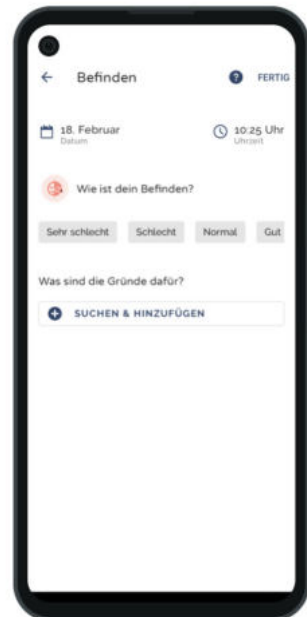 Befinden ? FERTIG
18. Februar 10:25 Uhr
Datum Uhrzeit
Wie ist dein Befinden?
Sehr schlecht Schlecht Normal Gut
Was sind die Gründe dafür?
SUCHEN & HINZUFÜGEN